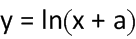 y = ln(x + a)